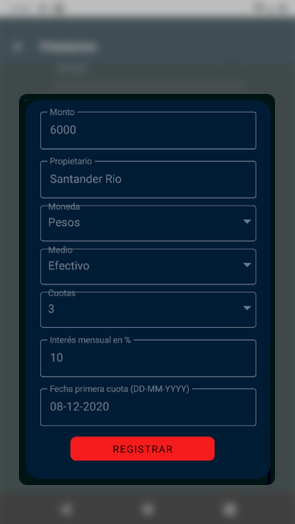 Monto
6000
Propietario
Santander Rio
Moneda
Pesos
Medio
Efectivo
Cuotas
3
Interés mensual en %
10
Fecha primera cuota (DD-MM-YYYY)
08-12-2020
REGISTRAR